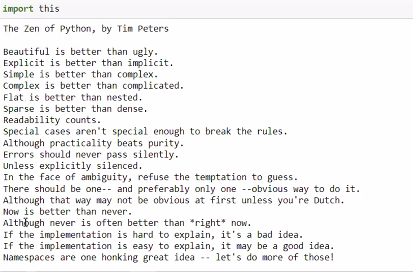 import this
The Zen of Python, by Tim Peters
Beautiful is better than ugly.
Explicit is better than implicit.
Simple is better than complex.
Complex is better than complicated.
Flat is better than nested.
Sparse is better than dense.
Readability counts.
Special cases aren't special enough to break the rules.
Although practicality beats purity.
Errors should never pass silently.
Unless explicitly silenced.
In the face of ambiguity, refuse the temptation to guess.
There should be one-- and preferably only one --obvious way to do it.
Although that way may not be obvious at first unless you're Dutch.
Now is better than never.
Although never is often better than *right* now.
If the implementation is hard to explain, it's a bad idea.
If the implementation is easy to explain, it may be a good idea.
Namespaces are one honking great idea -- let's do more of those!